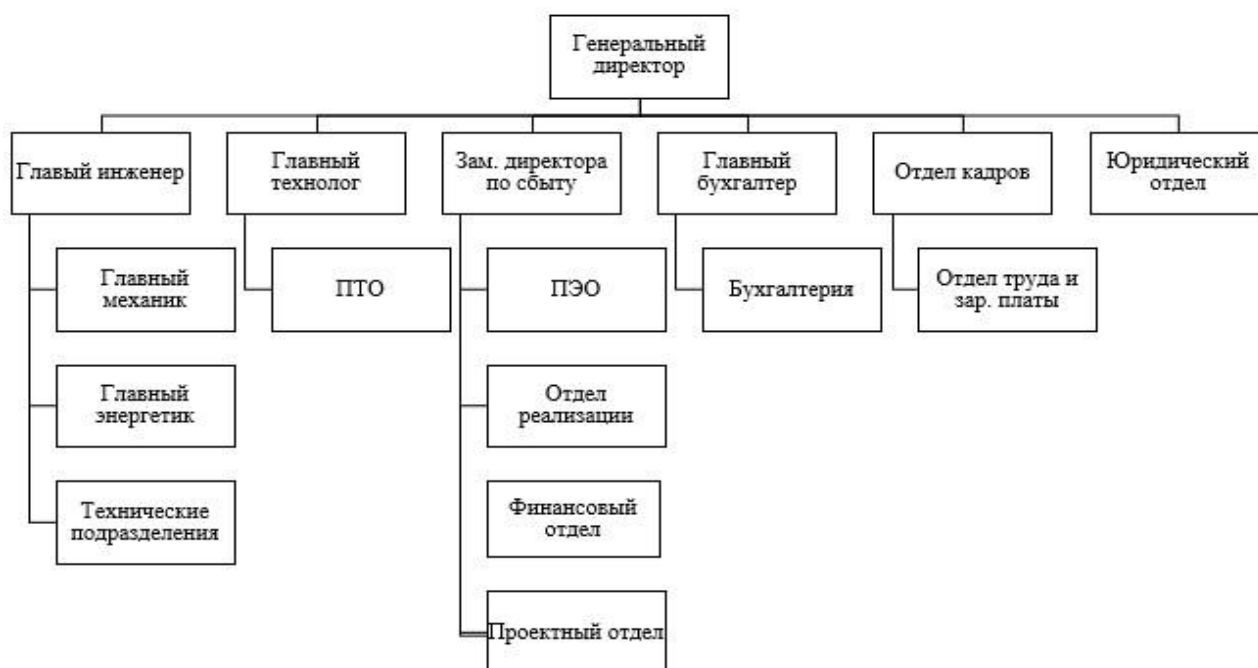 Генеральный
директор
Главый инженер
Главный
технолог
Зам. директора
по сбыту
Главный
бухгалтер
Отдел кадров
Юридический
отдел
Главный
механик
ПТО
ПЭО
Бухгалтерия
Отдел труда и
зар. платы
Главный
энергетик
Отдел
реализации
Технические
подразделения
Финансовый
отдел
Проектный отдел